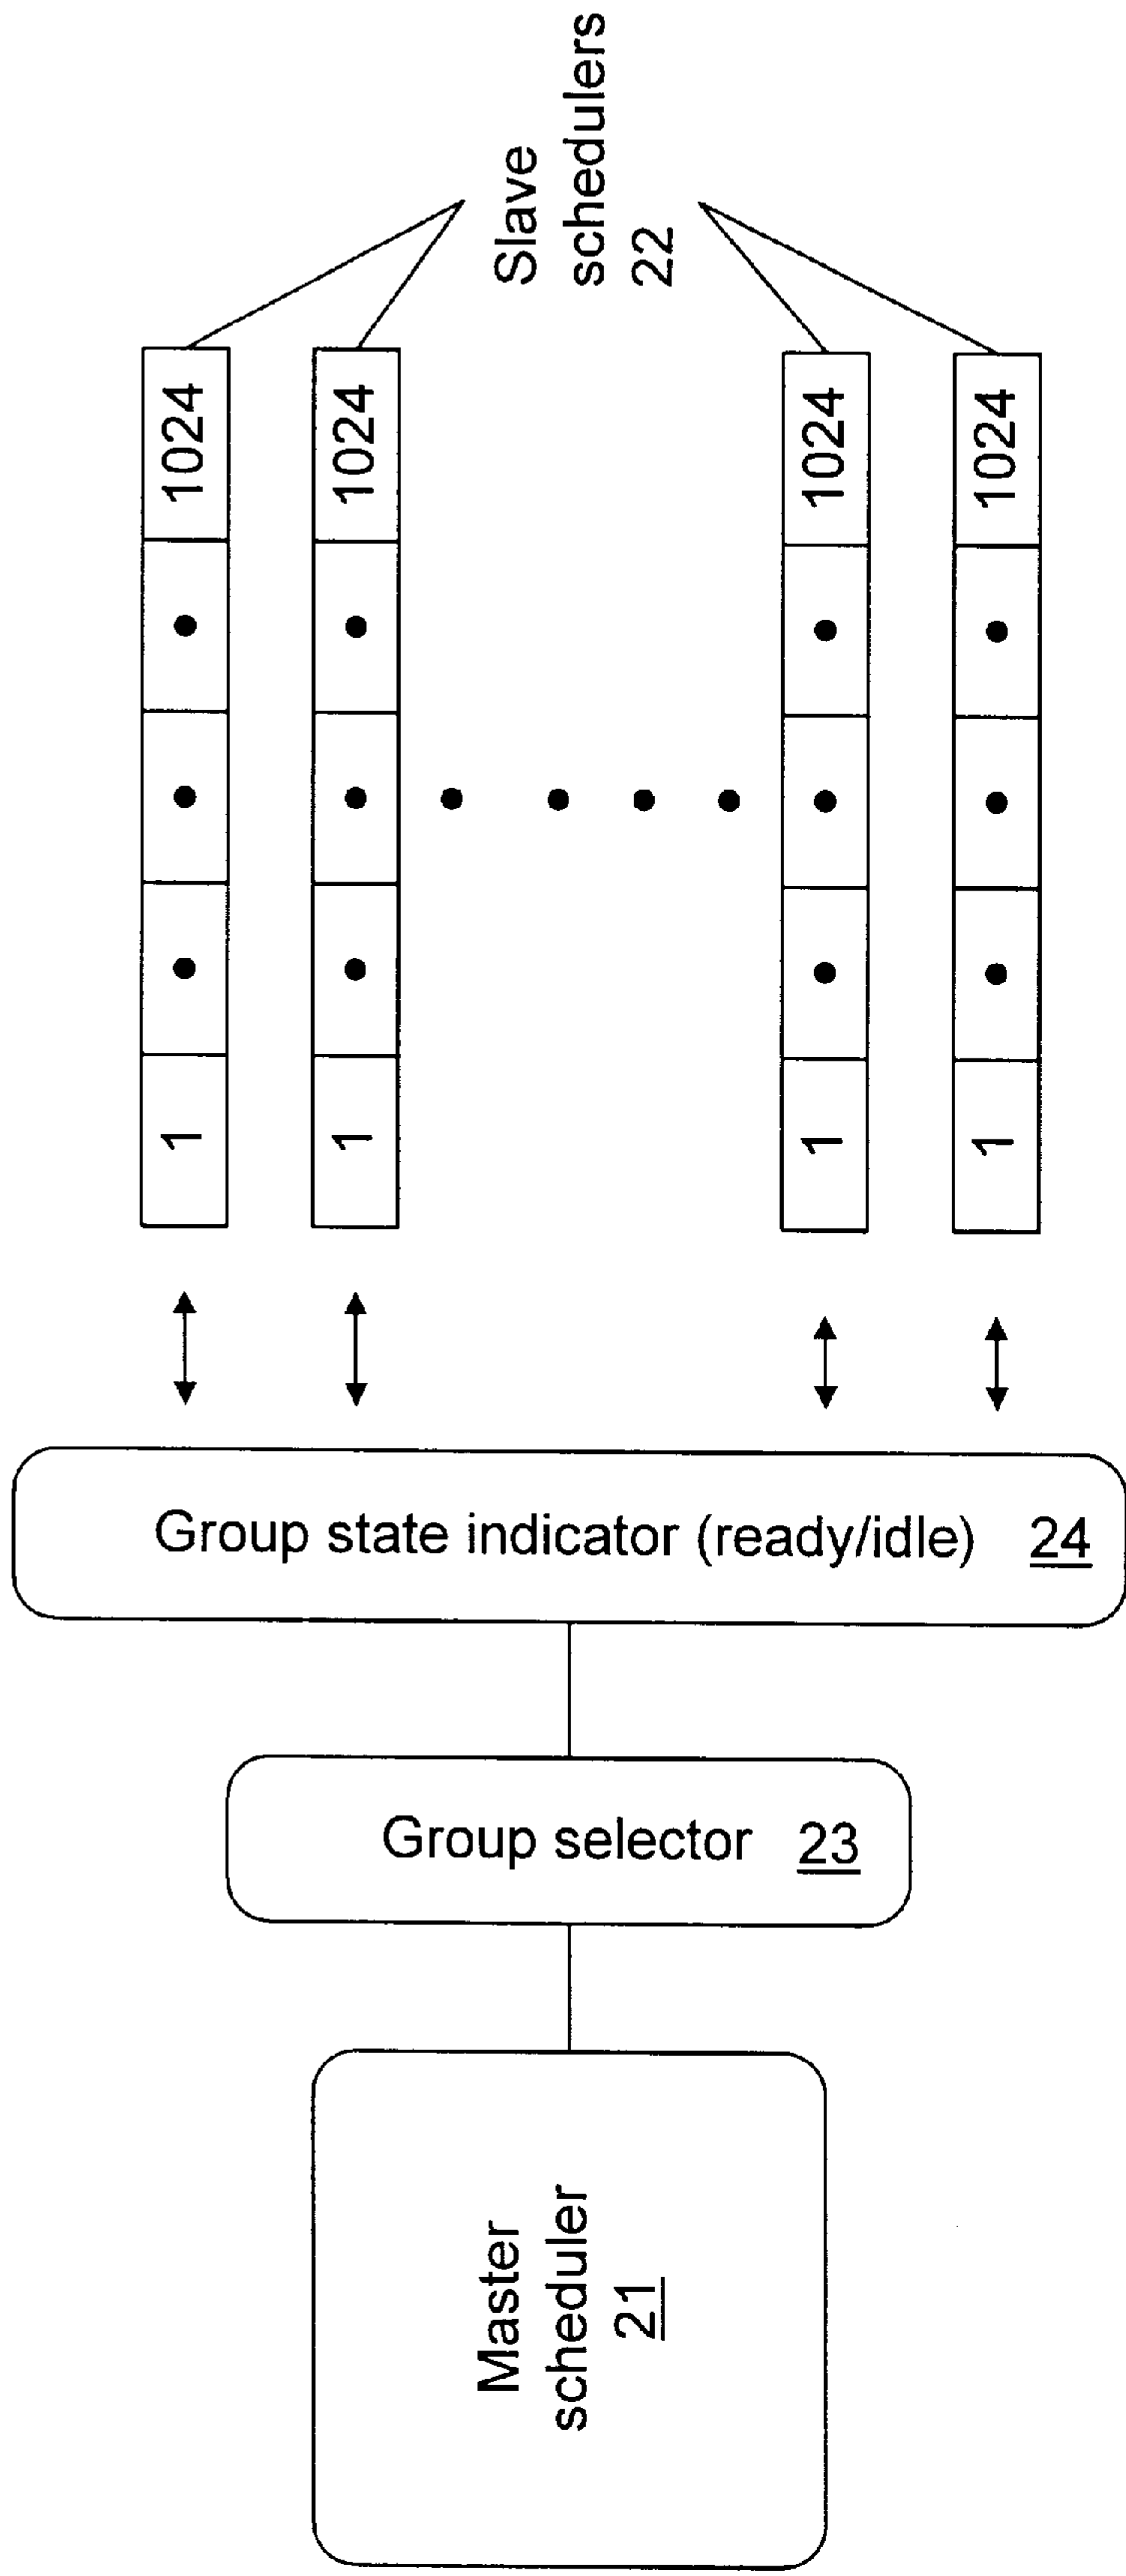 Master
scheduler
21
Group selector 23
Group state indicator (ready/idle) 24
1 1024
1 1024
1 1024
1 1024
Slave
schedulers
22